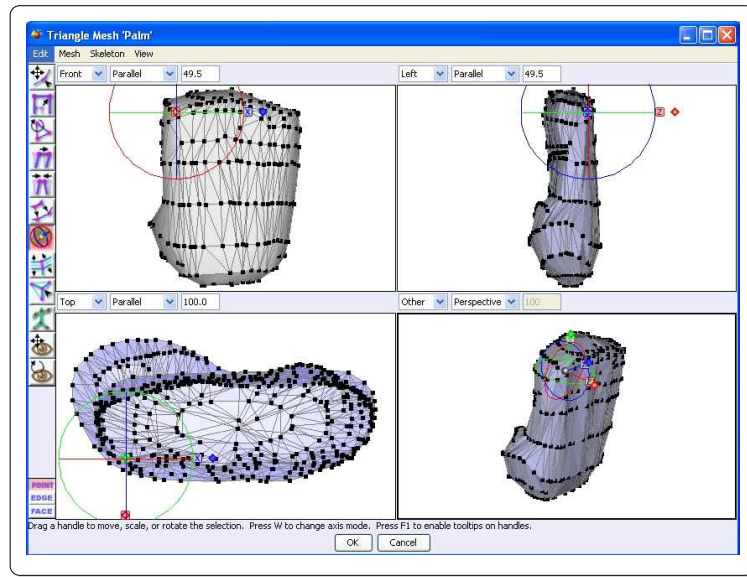 Triangle Mesh 'Palm'
Edit Mesh Skeleton View
Front Parallel 49.5 Left Parallel 49.5
X Z
Top Parallel 100.0 Other Perspective 100
X
POINT
EDGE
FACE
Drag a handle to move, scale, or rotate the selection. Press W to change axis mode. Press F1 to enable tooltips on handles.
OK Cancel